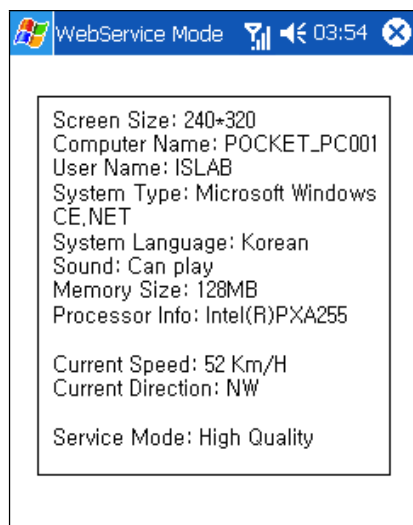 WebService Mode 03:54
Screen Size: 240*320
Computer Name: POCKET_PC001
User Name: ISLAB
System Type: Microsoft Windows
CE.NET
System Language: Korean
Sound: Can play
Memory Size: 128MB
Processor Info: Intel(R)PXA255
Current Speed: 52 Km/H
Current Direction: NW
Service Mode: High Quality